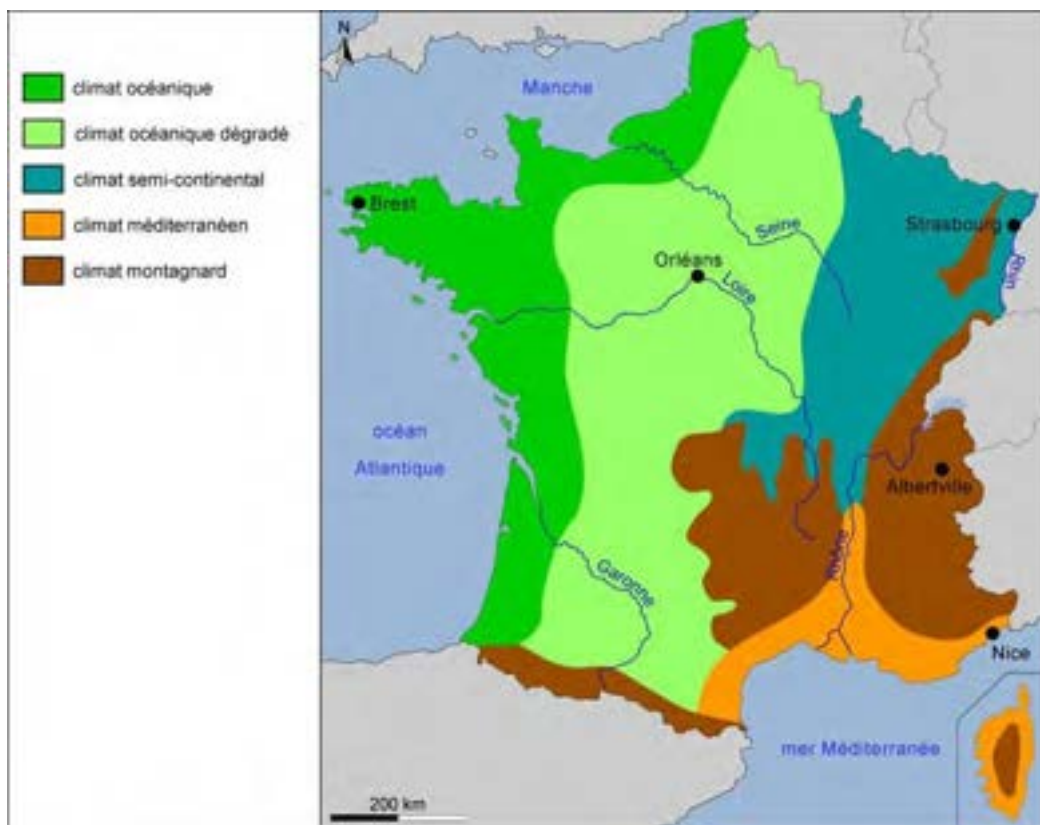 climat océanique
climat océanique dégradé
climat semi-continental
climat méditerranéen
climat montagnard
N
Manche
Brest
Seine
Strasbourg
Rhin
Orléans
Loire
océan
Atlantique
Albertville
Rhône
Garonne
Nice
mer Méditerranée
200 km